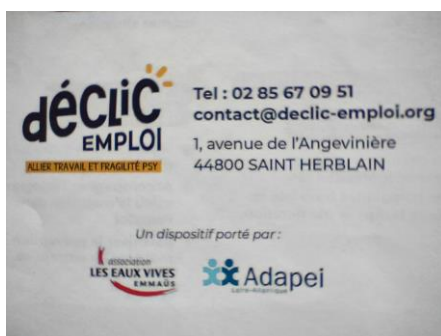 déCLiC
EMPLOI
ALLIER TRAVAIL ET FRAGILITÉ PSY
Tel : 02 85 67 09 51
contact@declic-emploi.org
1, avenue de l'Angevinière
44800 SAINT HERBLAIN
Un dispositif porté par :
association
LES EAUX VIVES
EMMAÜS
Adapei
Loire-Atlantique